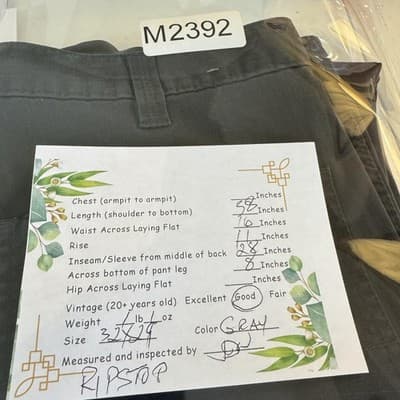 M2392
Chest (armpit to armpit) Inches
Length (shoulder to bottom) 38 Inches
Waist Across Laying Flat 16 Inches
Rise 11 Inches
Inseam/Sleeve from middle of back 28 Inches
Across bottom of pant leg 8 Inches
Hip Across Laying Flat Inches
Vintage (20+ years old) Excellent Good Fair
Weight 1 lb oz
Size Color GRAY
Measured and inspected by
RIPSTOP